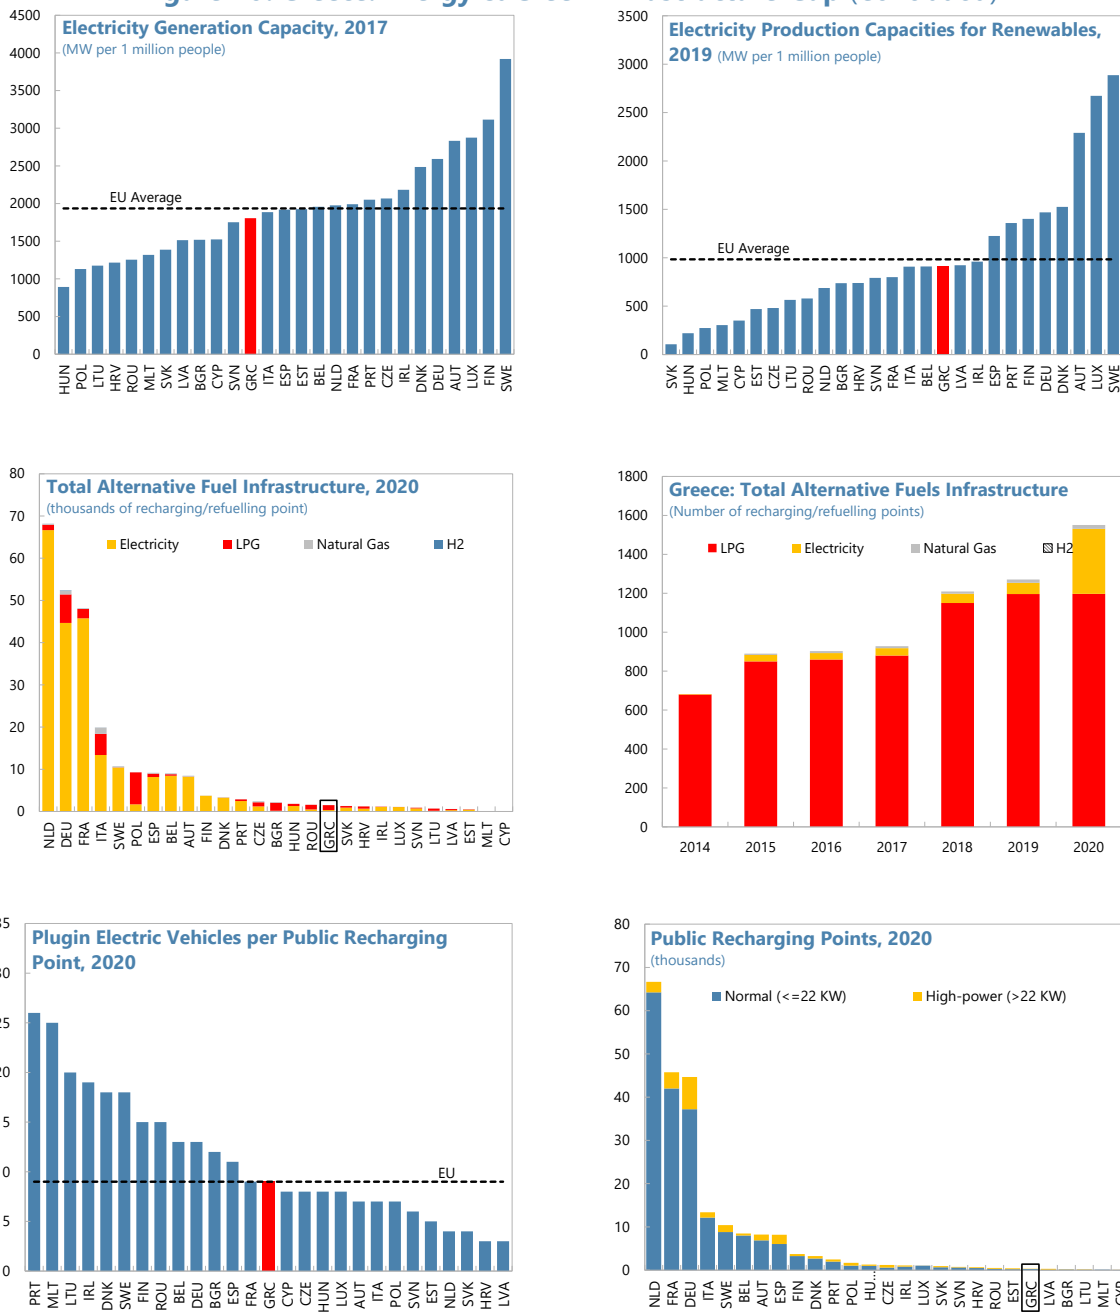 Electricity Generation Capacity, 2017
(MW per 1 million people)
4500
4000
3500
3000
2500
2000
1500
1000
500
0
EU Average
HUN POL LTU HRV ROU MLT SVK LVA BGR CYP SVN GRC ITA ESP EST BEL NLD FRA PRT CZE IRL DNK DEU AUT LUX FIN SWE
Electricity Production Capacities for Renewables,
2019 (MW per 1 million people)
3500
3000
2500
2000
1500
1000
500
0
EU Average
SVK HUN POL MLT CYP EST CZE LTU ROU NLD BGR HRV SVN FRA ITA BEL GRC LVA IRL ESP PRT FIN DEU DNK AUT LUX SWE
Total Alternative Fuel Infrastructure, 2020
(thousands of recharging/refuelling point)
Electricity LPG Natural Gas H2
80
70
60
50
40
30
20
10
0
NLD DEU FRA ITA SWE POL ESP BEL AUT FIN DNK PRT CZE BGR HUN ROU GRC SVK HRV IRL LUX SVN LTU LVA EST MLT CYP
Greece: Total Alternative Fuels Infrastructure
(Number of recharging/refuelling points)
LPG Electricity Natural Gas H2
1800
1600
1400
1200
1000
800
600
400
200
0
2014 2015 2016 2017 2018 2019 2020
Plugin Electric Vehicles per Public Recharging
Point, 2020
35
30
25
20
5
0
5
0
EU
PRT MLT LTU IRL DNK SWE FIN ROU BEL DEU BGR ESP FRA GRC CYP CZE HUN LUX AUT ITA POL SVN EST NLD SVK HRV LVA
Public Recharging Points, 2020
(thousands)
Normal (<=22 KW) High-power (>22 KW)
80
70
60
50
40
30
20
10
0
NLD FRA DEU ITA SWE BEL AUT ESP FIN DNK PRT POL HU... CZE IRL LUX SVK SVN HRV ROU EST GRC LVA BGR LTU MLT